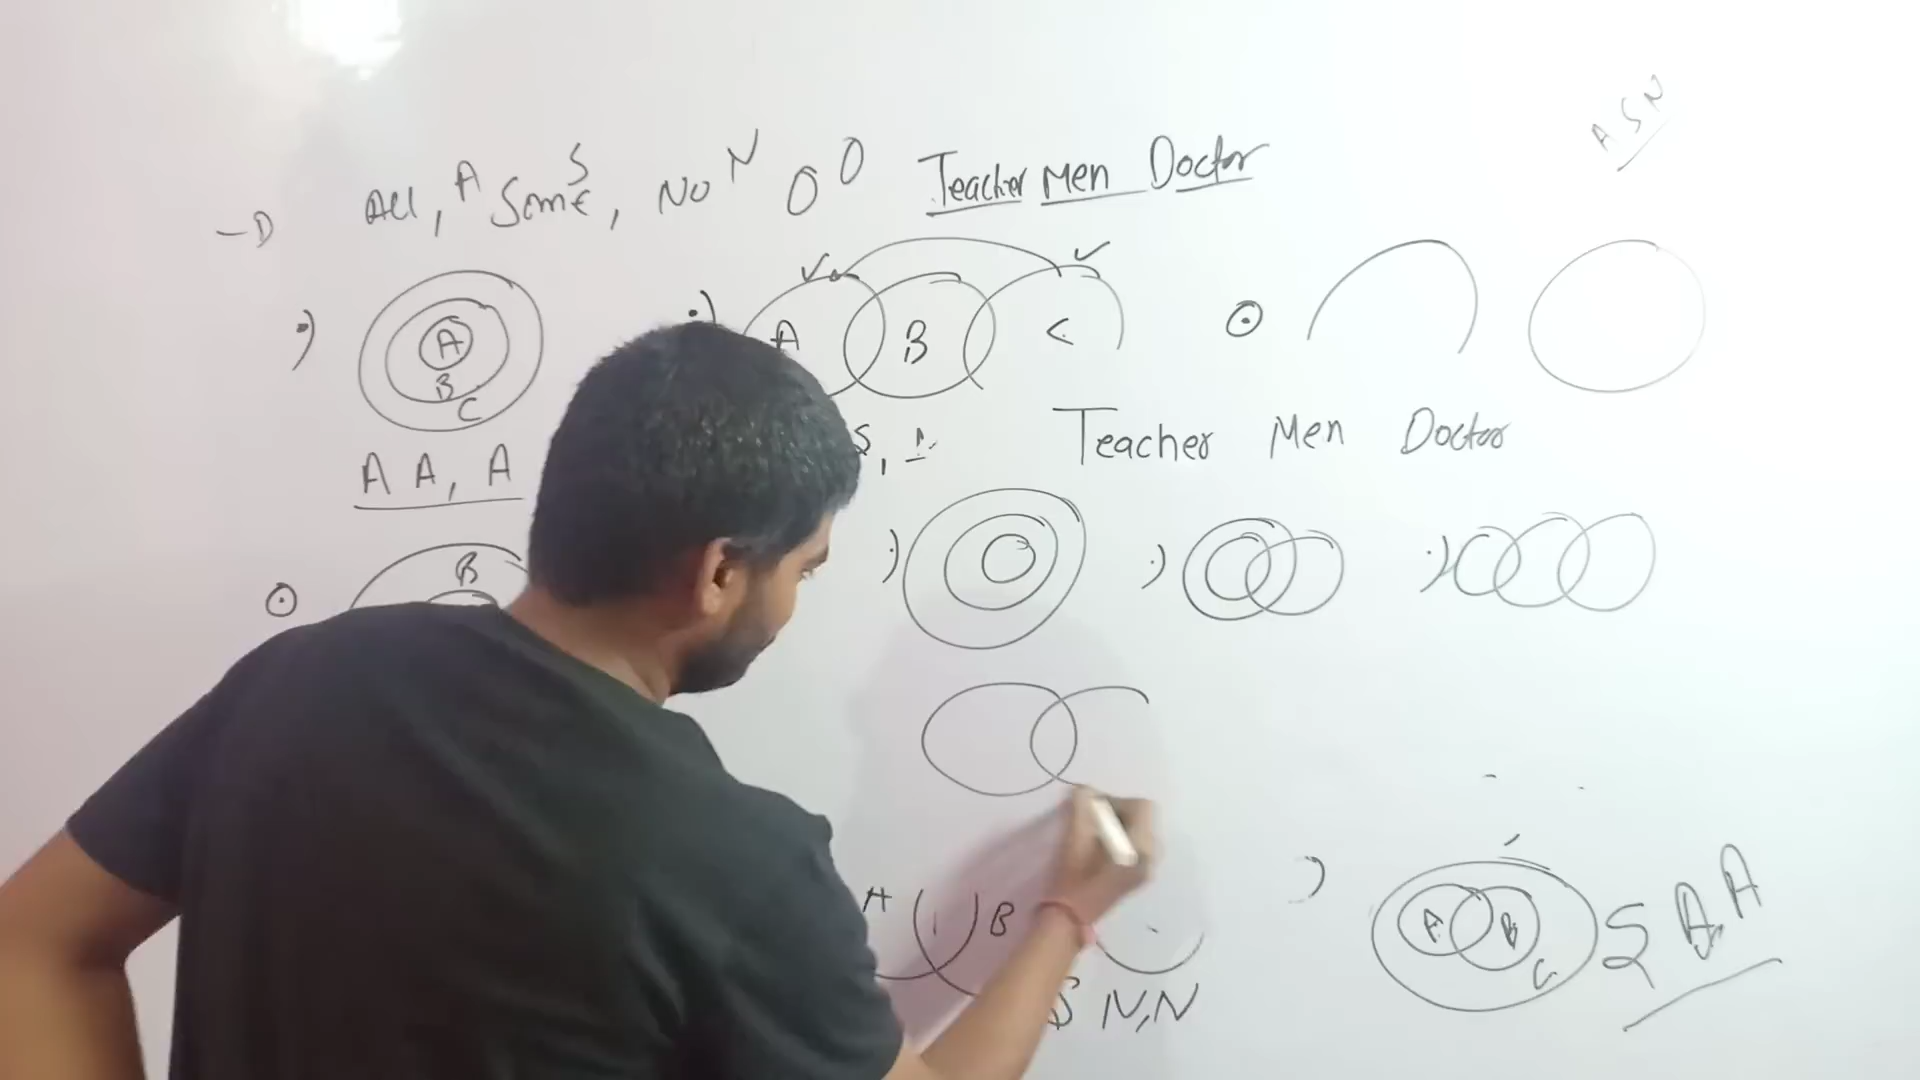 A S N
All, A Some S, No N
Teacher Men Doctor
A B C
A B C
A A, A
S,
Teacher Men Doctor
B
A B
S N, N
A B C
S A A